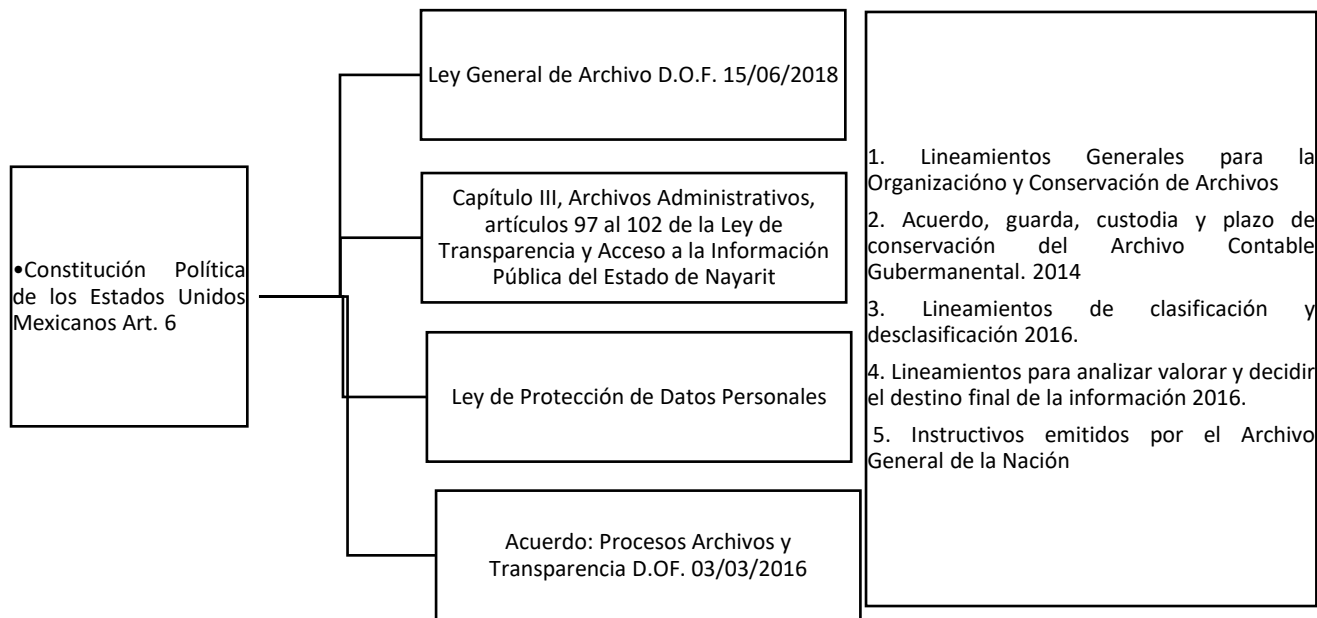 •Constitución Política
de los Estados Unidos
Mexicanos Art. 6
Ley General de Archivo D.O.F. 15/06/2018
Capítulo III, Archivos Administrativos,
artículos 97 al 102 de la Ley de
Transparencia y Acceso a la Información
Pública del Estado de Nayarit
Ley de Protección de Datos Personales
Acuerdo: Procesos Archivos y
Transparencia D.OF. 03/03/2016
1. Lineamientos Generales para la
Organizacióno y Conservación de Archivos
2. Acuerdo, guarda, custodia y plazo de
conservación del Archivo Contable
Gubermanental. 2014
3. Lineamientos de clasificación y
desclasificación 2016.
4. Lineamientos para analizar valorar y decidir
el destino final de la información 2016.
5. Instructivos emitidos por el Archivo
General de la Nación